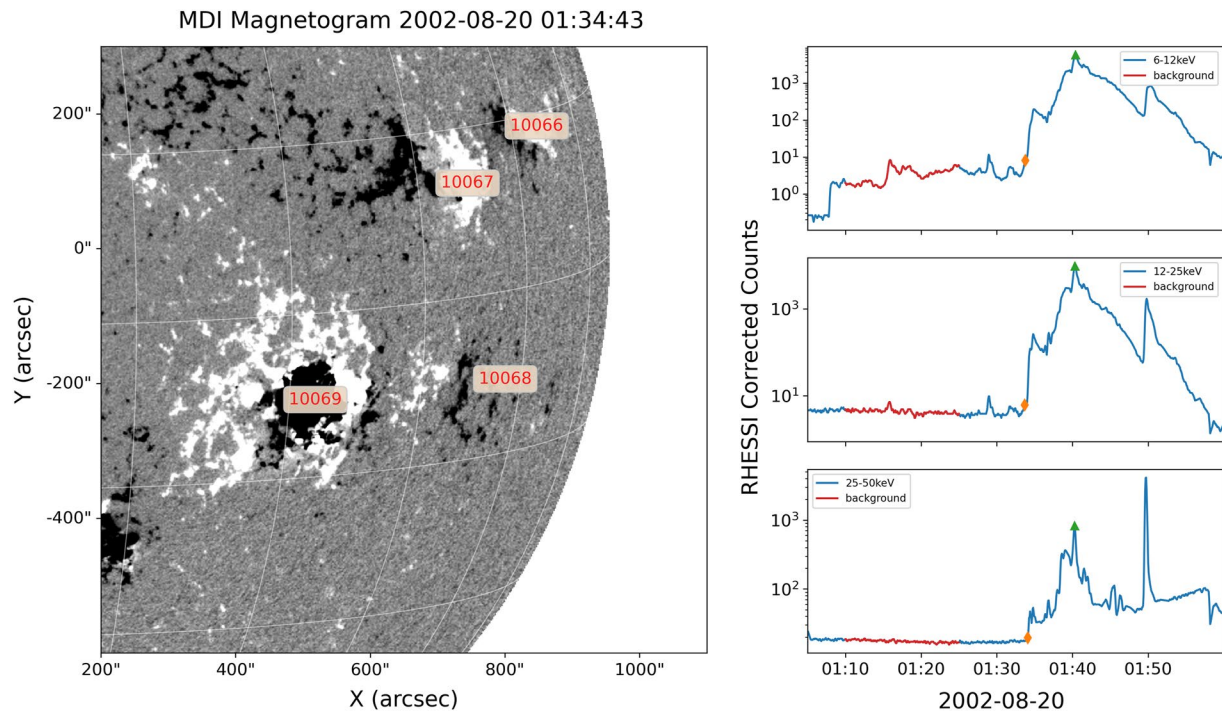 MDI Magnetogram 2002-08-20 01:34:43
200"
0"
-200"
-400"
Y (arcsec)
200"
400"
600"
800"
1000"
X (arcsec)
10066
10067
10068
10069
RHESSI Corrected Counts
10³
10²
10¹
10⁰
6-12keV
background
10³
10¹
12-25keV
background
10³
10²
25-50keV
background
01:10
01:20
01:30
01:40
01:50
2002-08-20